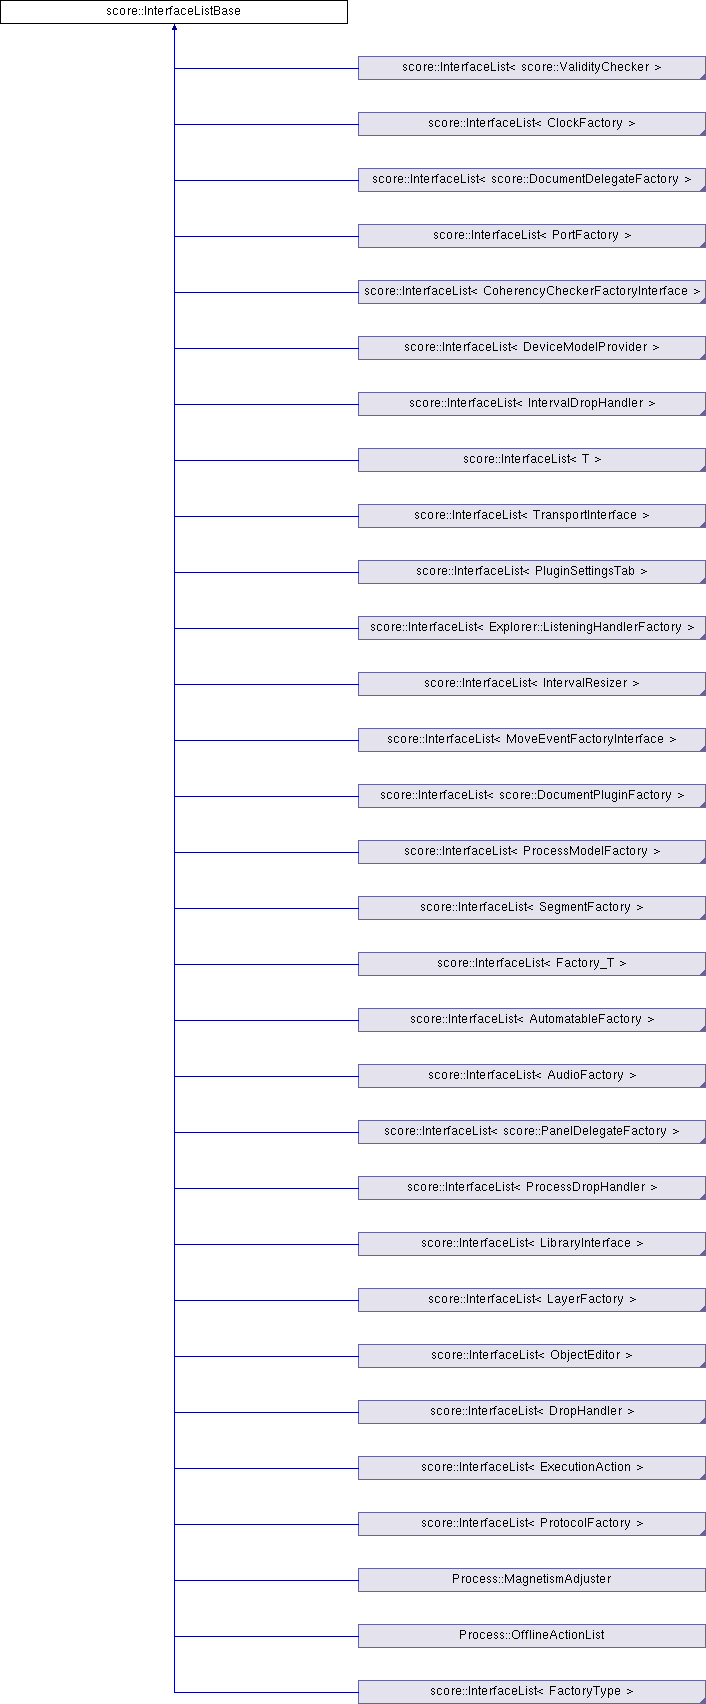 score::InterfaceListBase
score::InterfaceList< score::ValidityChecker >
score::InterfaceList< ClockFactory >
score::InterfaceList< score::DocumentDelegateFactory >
score::InterfaceList< PortFactory >
score::InterfaceList< CoherencyCheckerFactoryInterface >
score::InterfaceList< DeviceModelProvider >
score::InterfaceList< IntervalDropHandler >
score::InterfaceList< T >
score::InterfaceList< TransportInterface >
score::InterfaceList< PluginSettingsTab >
score::InterfaceList< Explorer::ListeningHandlerFactory >
score::InterfaceList< IntervalResizer >
score::InterfaceList< MoveEventFactoryInterface >
score::InterfaceList< score::DocumentPluginFactory >
score::InterfaceList< ProcessModelFactory >
score::InterfaceList< SegmentFactory >
score::InterfaceList< Factory_T >
score::InterfaceList< AutomatableFactory >
score::InterfaceList< AudioFactory >
score::InterfaceList< score::PanelDelegateFactory >
score::InterfaceList< ProcessDropHandler >
score::InterfaceList< LibraryInterface >
score::InterfaceList< LayerFactory >
score::InterfaceList< ObjectEditor >
score::InterfaceList< DropHandler >
score::InterfaceList< ExecutionAction >
score::InterfaceList< ProtocolFactory >
Process::MagnetismAdjuster
Process::OfflineActionList
score::InterfaceList< FactoryType >